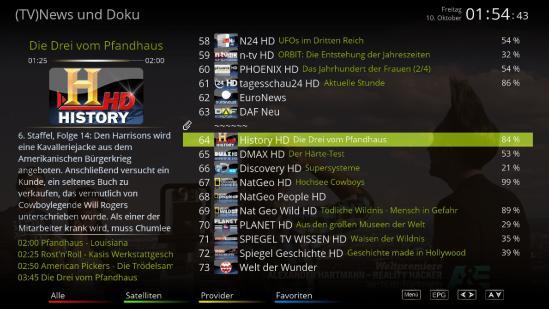 (TV)News und Doku
Freitag
10. Oktober
01:54:43
Die Drei vom Pfandhaus
01:25 02:00
H
HD
HISTORY
6. Staffel, Folge 14: Den Harrisons wird
eine Kavalleriejacke aus dem
Amerikanischen Bürgerkrieg
angeboten. Anschließend versucht ein
Kunde, ein seltenes Buch zu
verkaufen, das vermutlich von
Cowboylegende Will Rogers
unterschrieben wurde. Als einer der
Mitarbeiter krank wird, muss Chumlee
02:00 Pfandhaus - Louisiana
02:25 Rost'n'Roll - Kasis Werkstattgesch
02:50 American Pickers - Die Trödelsam
03:45 Die Drei vom Pfandhaus
58 N24 HD UFOs im Dritten Reich 54 %
59 n-tv HD ORBIT: Die Entstehung der Jahreszeiten 32 %
60 PHOENIX HD Das Jahrhundert der Frauen (2/4) 54 %
61 tagesschau24 HD Aktuelle Stunde 86 %
62 EuroNews
63 DAF Neu
~~~~~~
64 History HD Die Drei vom Pfandhaus 84 %
65 DMAX HD Der Härte-Test 53 %
66 Discovery HD Supersysteme 21 %
67 NatGeo HD Hochsee Cowboys 99 %
68 NatGeo People HD
69 Nat Geo Wild HD Tödliche Wildnis - Mensch in Gefahr 89 %
70 PLANET HD Aus den großen Museen der Welt 29 %
71 SPIEGEL TV WISSEN HD Waisen der Wildnis 35 %
72 Spiegel Geschichte HD Geschichte made in Hollywood 39 %
73 Welt der Wunder
Weltpremiere
ALEXANDER HARTMANN - REALITY HACKER
Alle Satelliten Provider Favoriten Menü EPG